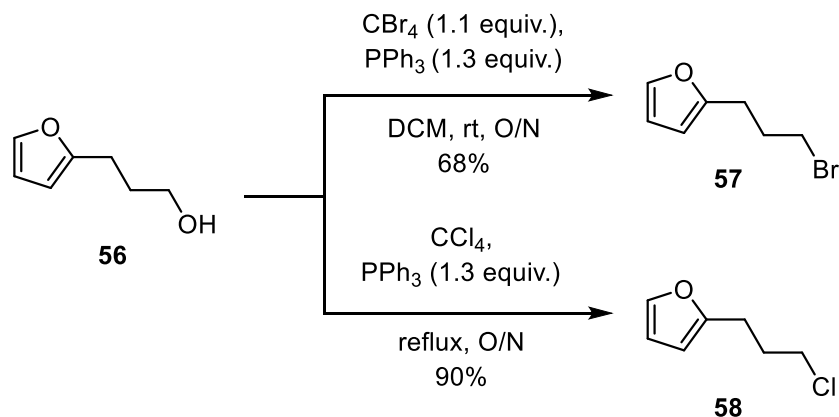 CBr4 (1.1 equiv.),
PPh3 (1.3 equiv.)
DCM, rt, O/N
68%
O
Br
57
O
OH
56
CCl4,
PPh3 (1.3 equiv.)
reflux, O/N
90%
O
Cl
58